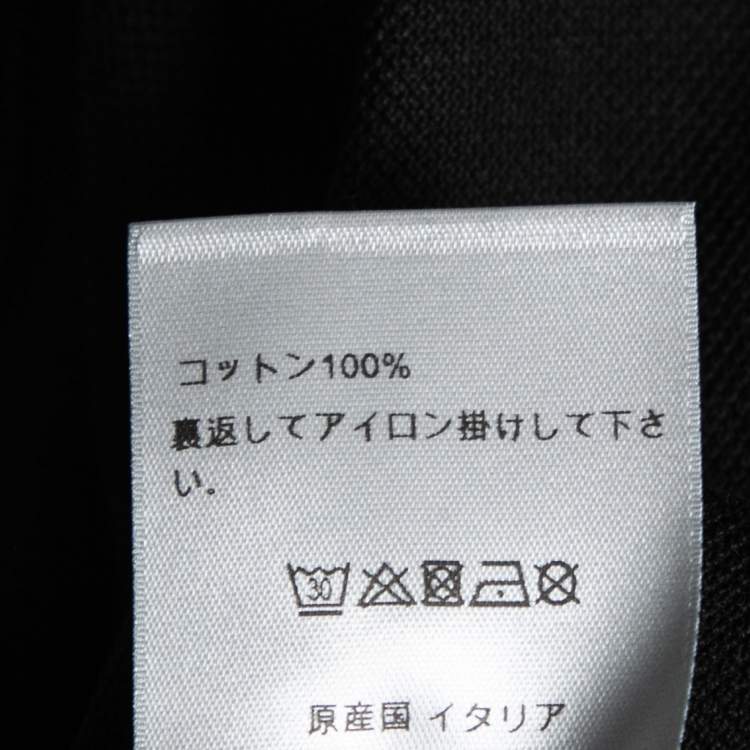 コットン100%
裏返してアイロン掛けして下さ
い。
30
原産国 イタリア